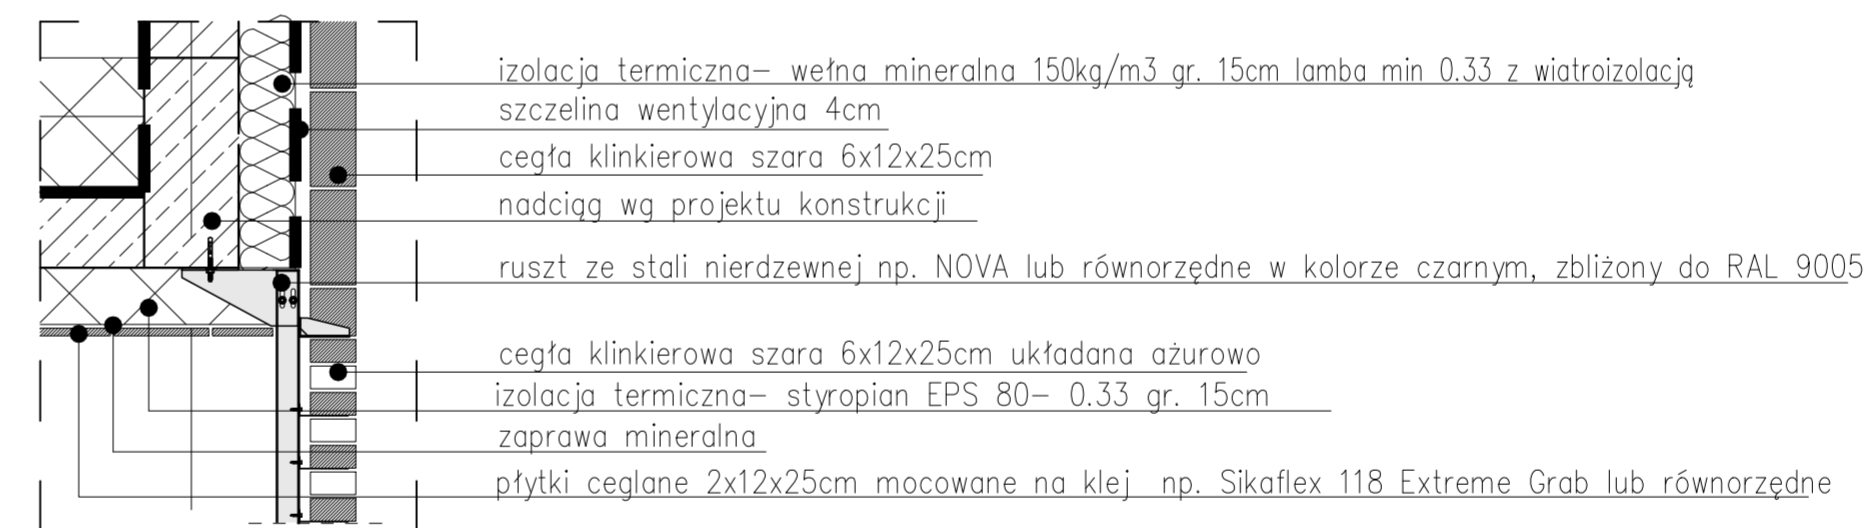 izolacja termiczna– wełna mineralna 150kg/m3 gr. 15cm lamba min 0.33 z wiatroizolacją
szczelina wentylacyjna 4cm
cegła klinkierowa szara 6x12x25cm
nadciąg wg projektu konstrukcji
ruszt ze stali nierdzewnej np. NOVA lub równorzędne w kolorze czarnym, zbliżony do RAL 9005
cegła klinkierowa szara 6x12x25cm układana ażurowo
izolacja termiczna– styropian EPS 80– 0.33 gr. 15cm
zaprawa mineralna
płytki ceglane 2x12x25cm mocowane na klej np. Sikaflex 118 Extreme Grab lub równorzędne